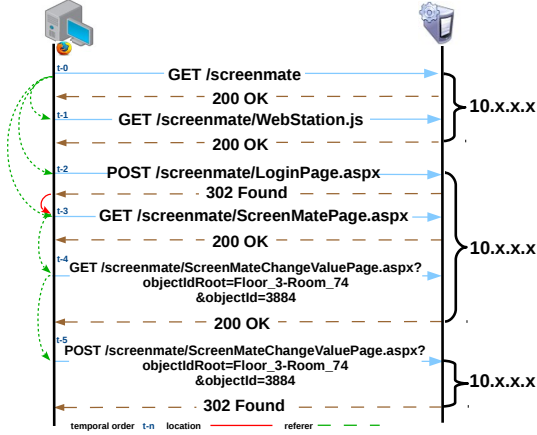 t-0
GET /screenmate
200 OK
t-1
GET /screenmate/WebStation.js
200 OK
10.x.x.x
t-2
POST /screenmate/LoginPage.aspx
302 Found
t-3
GET /screenmate/ScreenMatePage.aspx
200 OK
10.x.x.x
t-4
GET /screenmate/ScreenMateChangeValuePage.aspx?
objectIdRoot=Floor_3-Room_74
&objectId=3884
200 OK
t-5
POST /screenmate/ScreenMateChangeValuePage.aspx?
objectIdRoot=Floor_3-Room_74
&objectId=3884
10.x.x.x
302 Found
temporal order t-n location referer